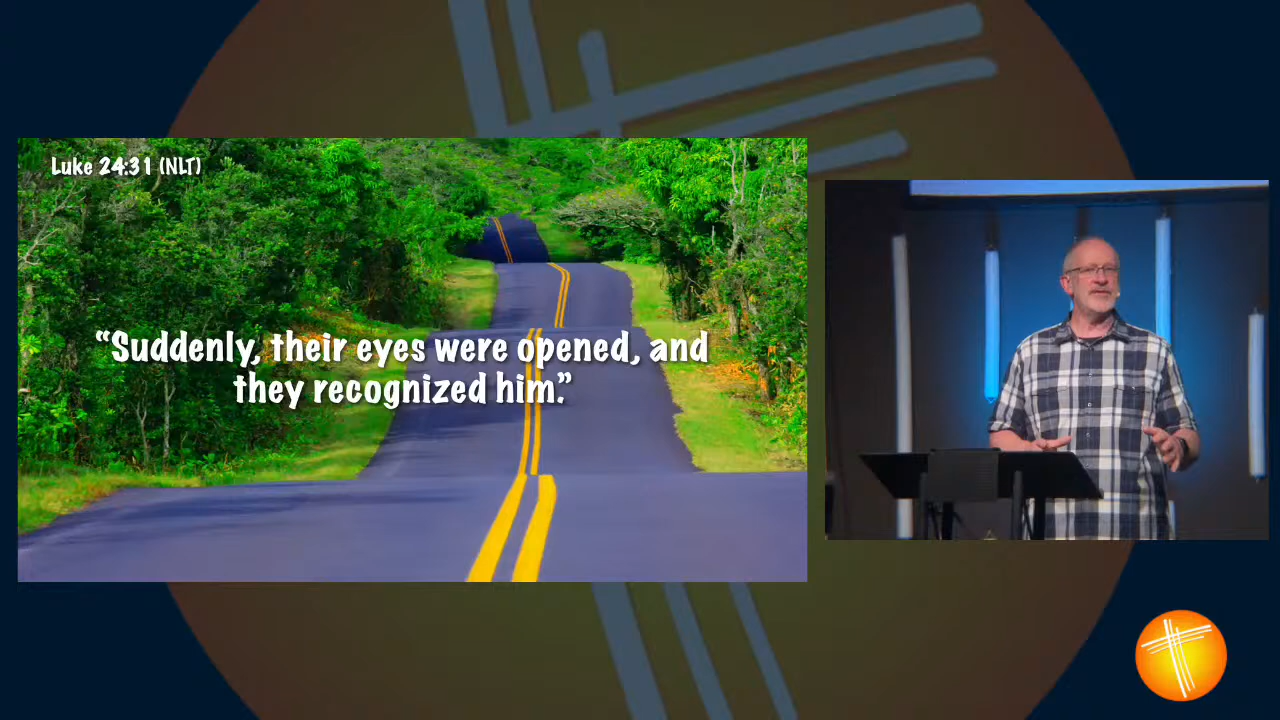 Luke 24:31 (NLT)
“Suddenly, their eyes were opened, and
they recognized him.”